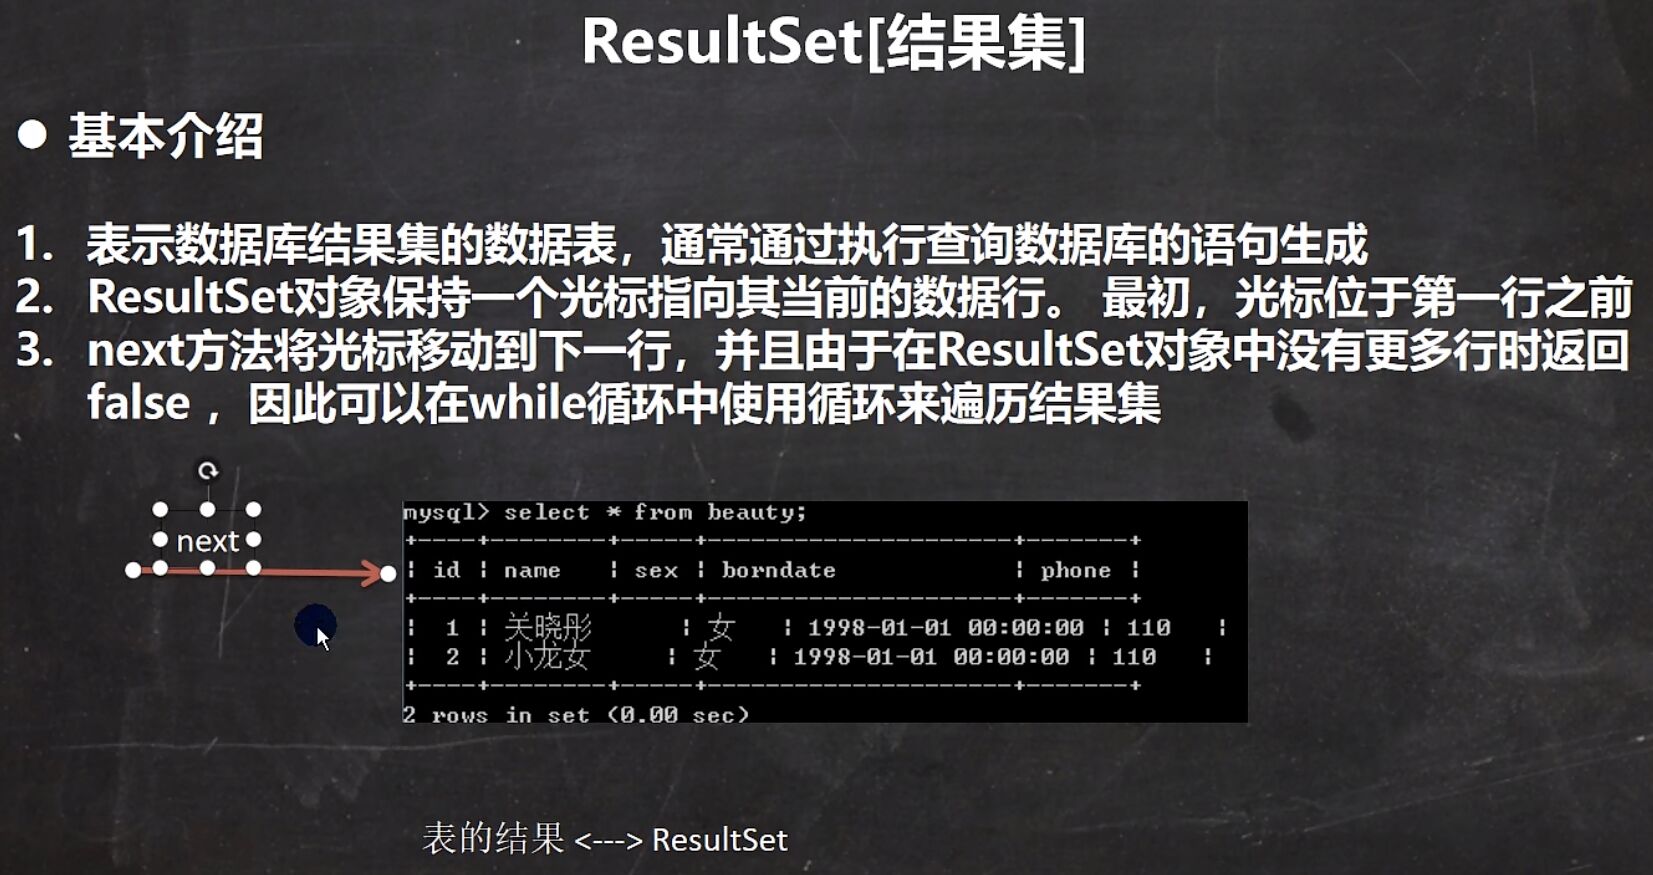 ResultSet[结果集]
● 基本介绍
1. 表示数据库结果集的数据表，通常通过执行查询数据库的语句生成
2. ResultSet对象保持一个光标指向其当前的数据行。 最初，光标位于第一行之前
3. next方法将光标移动到下一行，并且由于在ResultSet对象中没有更多行时返回
false ，因此可以在while循环中使用循环来遍历结果集
next
mysql> select * from beauty;
+----+--------+-----+---------------------+-------+
| id | name   | sex | borndate            | phone |
+----+--------+-----+---------------------+-------+
|  1 | 关晓彤      | 女   | 1998-01-01 00:00:00 | 110   |
|  2 | 小龙女     | 女   | 1998-01-01 00:00:00 | 110   |
+----+--------+-----+---------------------+-------+
2 rows in set (0.00 sec)
表的结果 <---> ResultSet